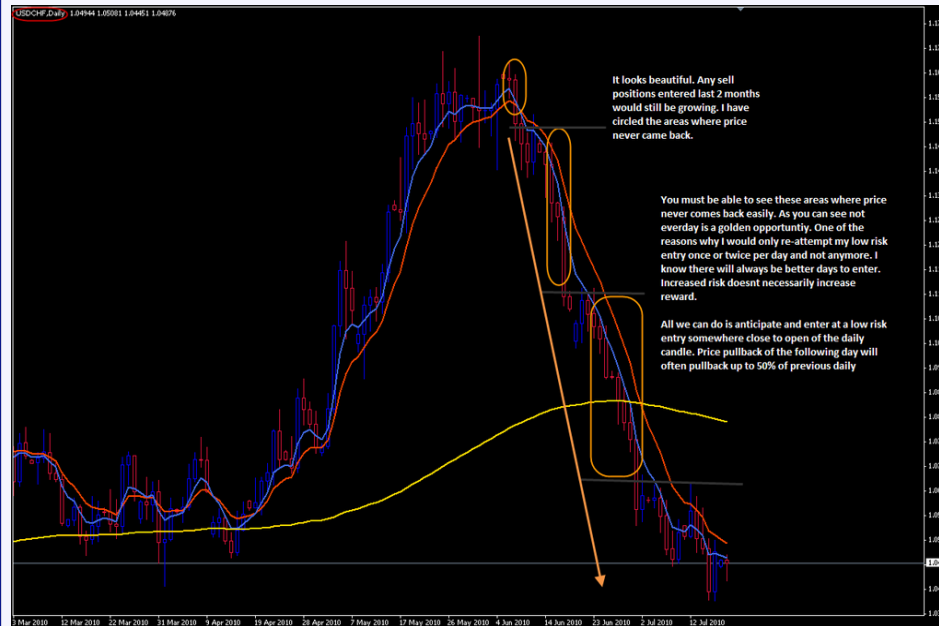 USDCHF,Daily 1.04944 1.05081 1.04451 1.04876
It looks beautiful. Any sell
positions entered last 2 months
would still be growing. I have
circled the areas where price
never came back.
You must be able to see these areas where price
never comes back easily. As you can see not
everday is a golden opportuntiy. One of the
reasons why I would only re-attempt my low risk
entry once or twice per day and not anymore. I
know there will always be better days to enter.
Increased risk doesnt necessarily increase
reward.
All we can do is anticipate and enter at a low risk
entry somewhere close to open of the daily
candle. Price pullback of the following day will
often pullback up to 50% of previous daily
3 Mar 2010 12 Mar 2010 22 Mar 2010 31 Mar 2010 9 Apr 2010 19 Apr 2010 28 Apr 2010 7 May 2010 17 May 2010 26 May 2010 4 Jun 2010 14 Jun 2010 23 Jun 2010 2 Jul 2010 12 Jul 2010